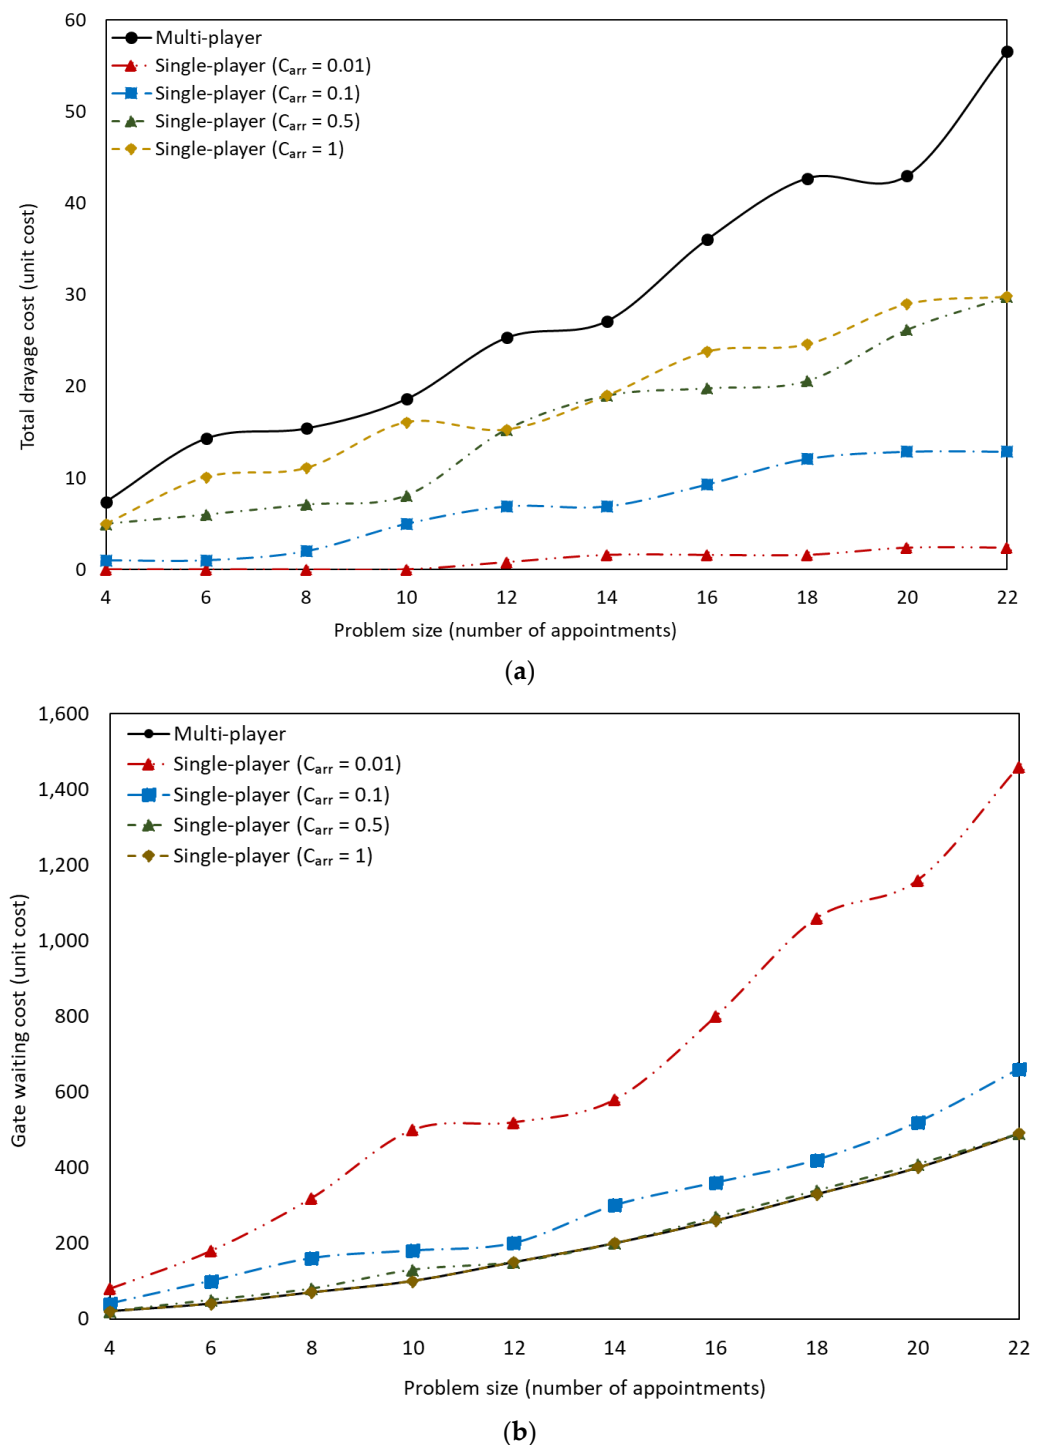 60
50
40
30
20
10
0
Total drayage cost (unit cost)
Multi-player
Single-player (Carr = 0.01)
Single-player (Carr = 0.1)
Single-player (Carr = 0.5)
Single-player (Carr = 1)
4 6 8 10 12 14 16 18 20 22
Problem size (number of appointments)
(a)
1,600
1,400
1,200
1,000
800
600
400
200
0
Gate waiting cost (unit cost)
Multi-player
Single-player (Carr = 0.01)
Single-player (Carr = 0.1)
Single-player (Carr = 0.5)
Single-player (Carr = 1)
4 6 8 10 12 14 16 18 20 22
Problem size (number of appointments)
(b)